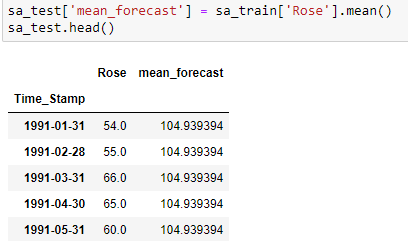 sa_test['mean_forecast'] = sa_train['Rose'].mean()
sa_test.head()
Rose mean_forecast
Time_Stamp
1991-01-31 54.0 104.939394
1991-02-28 55.0 104.939394
1991-03-31 66.0 104.939394
1991-04-30 65.0 104.939394
1991-05-31 60.0 104.939394